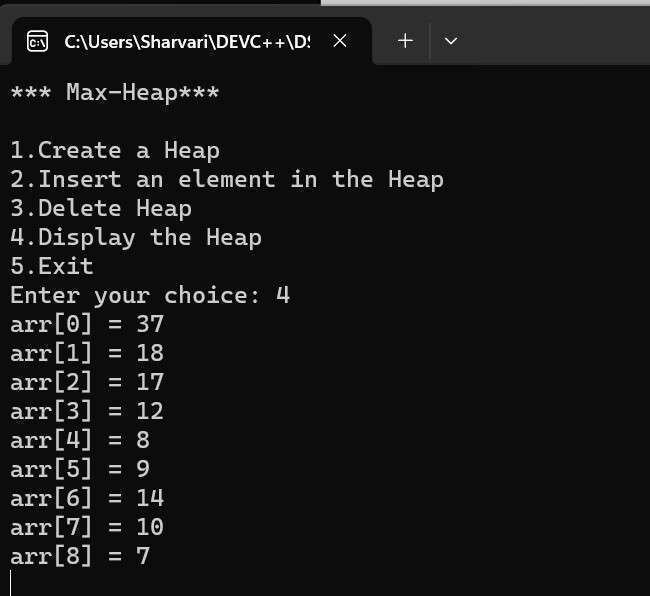 C:\Users\Sharvari\DEVC++\DS
*** Max-Heap***
1.Create a Heap
2.Insert an element in the Heap
3.Delete Heap
4.Display the Heap
5.Exit
Enter your choice: 4
arr[0] = 37
arr[1] = 18
arr[2] = 17
arr[3] = 12
arr[4] = 8
arr[5] = 9
arr[6] = 14
arr[7] = 10
arr[8] = 7